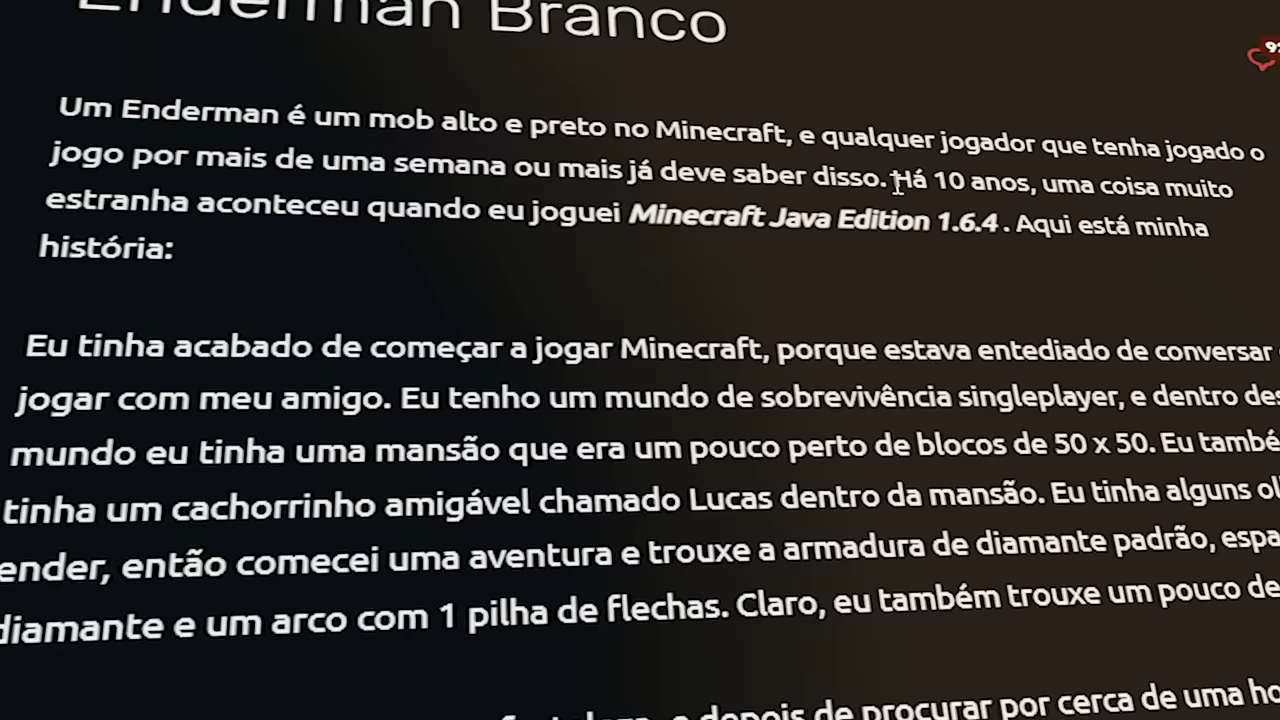 Enderman Branco
Um Enderman é um mob alto e preto no Minecraft, e qualquer jogador que tenha jogado o
jogo por mais de uma semana ou mais já deve saber disso. Há 10 anos, uma coisa muito
estranha aconteceu quando eu joguei Minecraft Java Edition 1.6.4 . Aqui está minha
história:
Eu tinha acabado de começar a jogar Minecraft, porque estava entediado de conversar
jogar com meu amigo. Eu tenho um mundo de sobrevivência singleplayer, e dentro
mundo eu tinha uma mansão que era um pouco perto de blocos de 50 x 50. Eu
tinha um cachorrinho amigável chamado Lucas dentro da mansão. Eu tinha alguns
ender, então comecei uma aventura e trouxe a armadura de diamante padrão,
diamante e um arco com 1 pilha de flechas. Claro, eu também trouxe um pouco de
e depois de procurar por cerca de uma